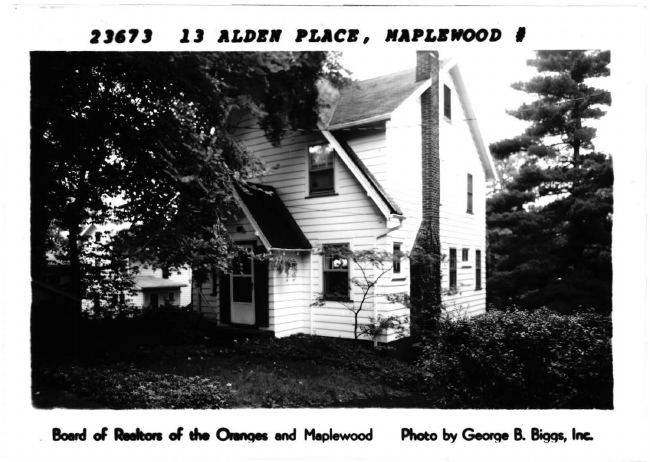 23673 13 ALDEN PLACE, MAPLEWOOD #
Board of Realtors of the Oranges and Maplewood Photo by George B. Biggs, Inc.